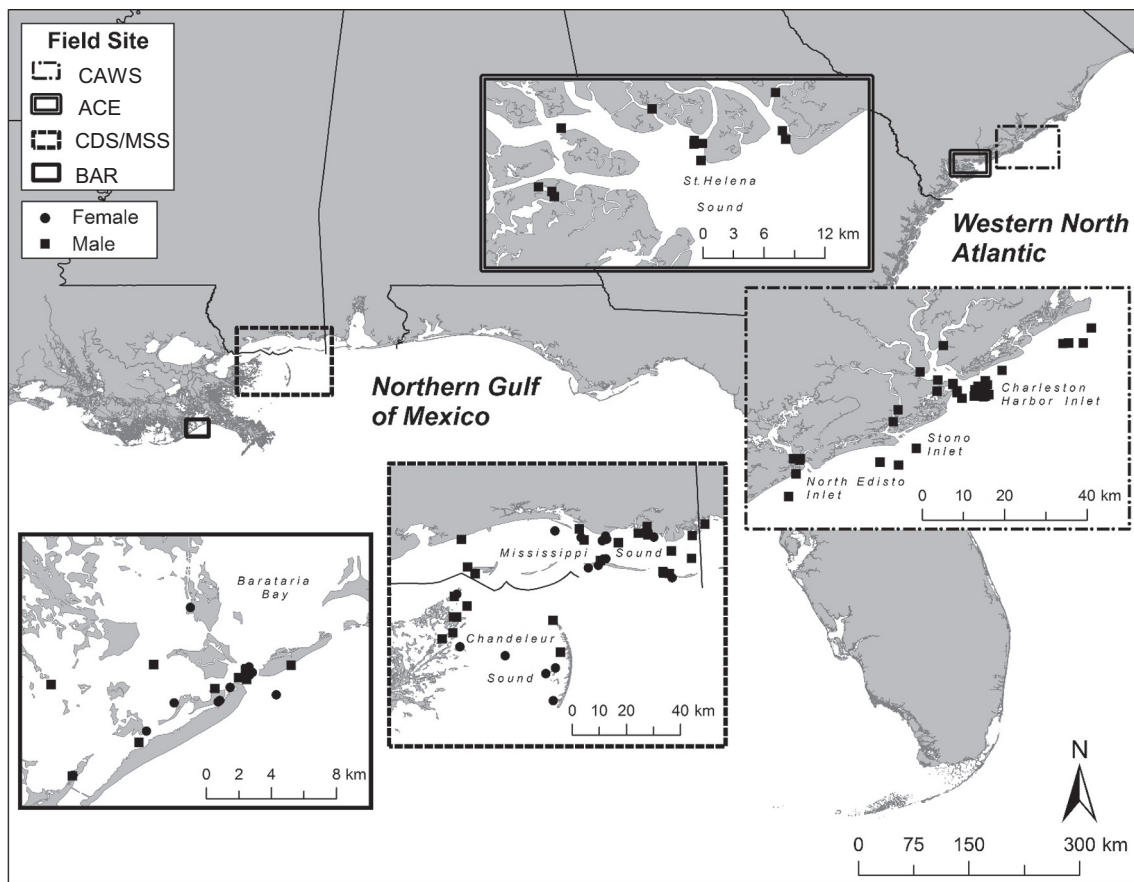 Field Site
CAWS
ACE
CDS/MSS
BAR
Female
Male
St. Helena
Sound
0 3 6 12 km
Western North
Atlantic
Northern Gulf
of Mexico
Charleston
Harbor Inlet
Stono
Inlet
North Edisto
Inlet
0 10 20 40 km
Mississippi Sound
Chandeleur
Sound
0 10 20 40 km
Barataria
Bay
0 2 4 8 km
N
0 75 150 300 km